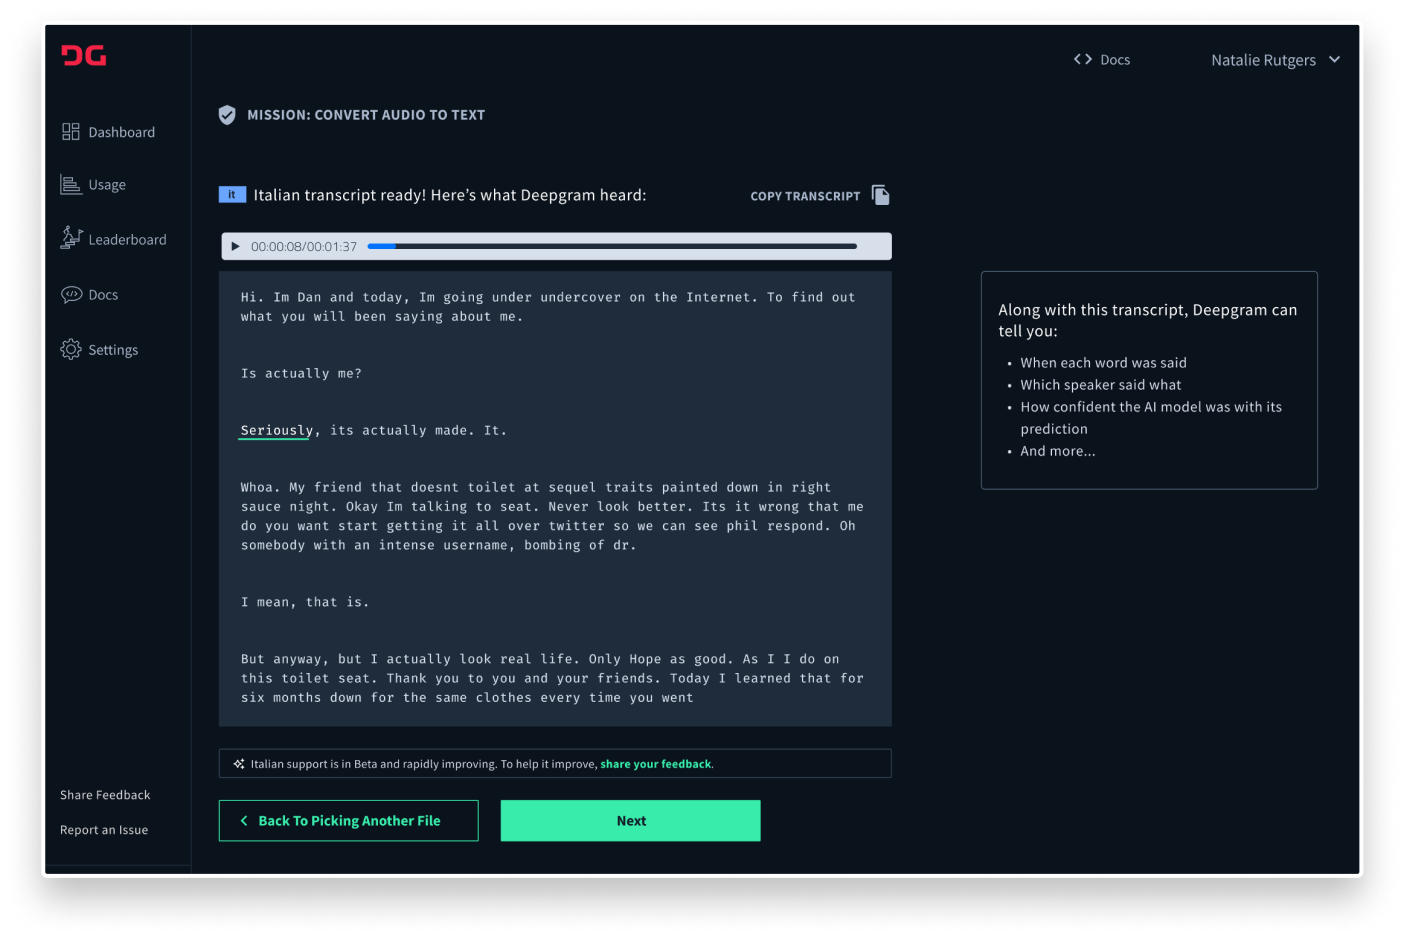 DG
<> Docs
Natalie Rutgers
Dashboard
Usage
Leaderboard
Docs
Settings
Share Feedback
Report an Issue
MISSION: CONVERT AUDIO TO TEXT
it Italian transcript ready! Here’s what Deepgram heard:
COPY TRANSCRIPT
00:00:08/00:01:37
Hi. Im Dan and today, Im going under undercover on the Internet. To find out
what you will been saying about me.
Is actually me?
Seriously, its actually made. It.
Whoa. My friend that doesnt toilet at sequel traits painted down in right
sauce night. Okay Im talking to seat. Never look better. Its it wrong that me
do you want start getting it all over twitter so we can see phil respond. Oh
somebody with an intense username, bombing of dr.
I mean, that is.
But anyway, but I actually look real life. Only Hope as good. As I I do on
this toilet seat. Thank you to you and your friends. Today I learned that for
six months down for the same clothes every time you went
Italian support is in Beta and rapidly improving. To help it improve, share your feedback.
Back To Picking Another File
Next
Along with this transcript, Deepgram can
tell you:
• When each word was said
• Which speaker said what
• How confident the AI model was with its
prediction
• And more...